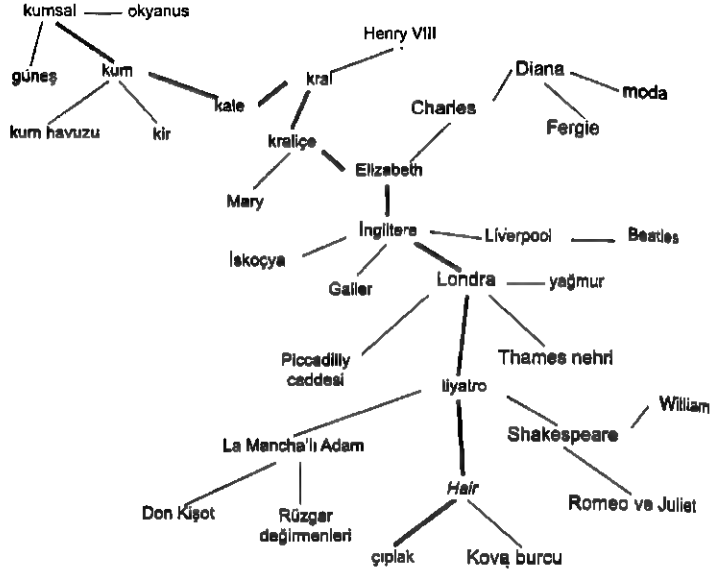 kumsal
okyanus
Henry VIII
güneş
kum
kral
Diana
moda
kale
Charles
kum havuzu
kir
Fergie
kraliçe
Elizabeth
Mary
İngiltere
Liverpool
Beatles
İskoçya
Galler
Londra
yağmur
Piccadilly
caddesi
Thames nehri
tiyatro
William
La Mancha'lı Adam
Shakespeare
Hair
Romeo ve Juliet
Don Kişot
Rüzgar
değirmenleri
çıplak
Kova burcu